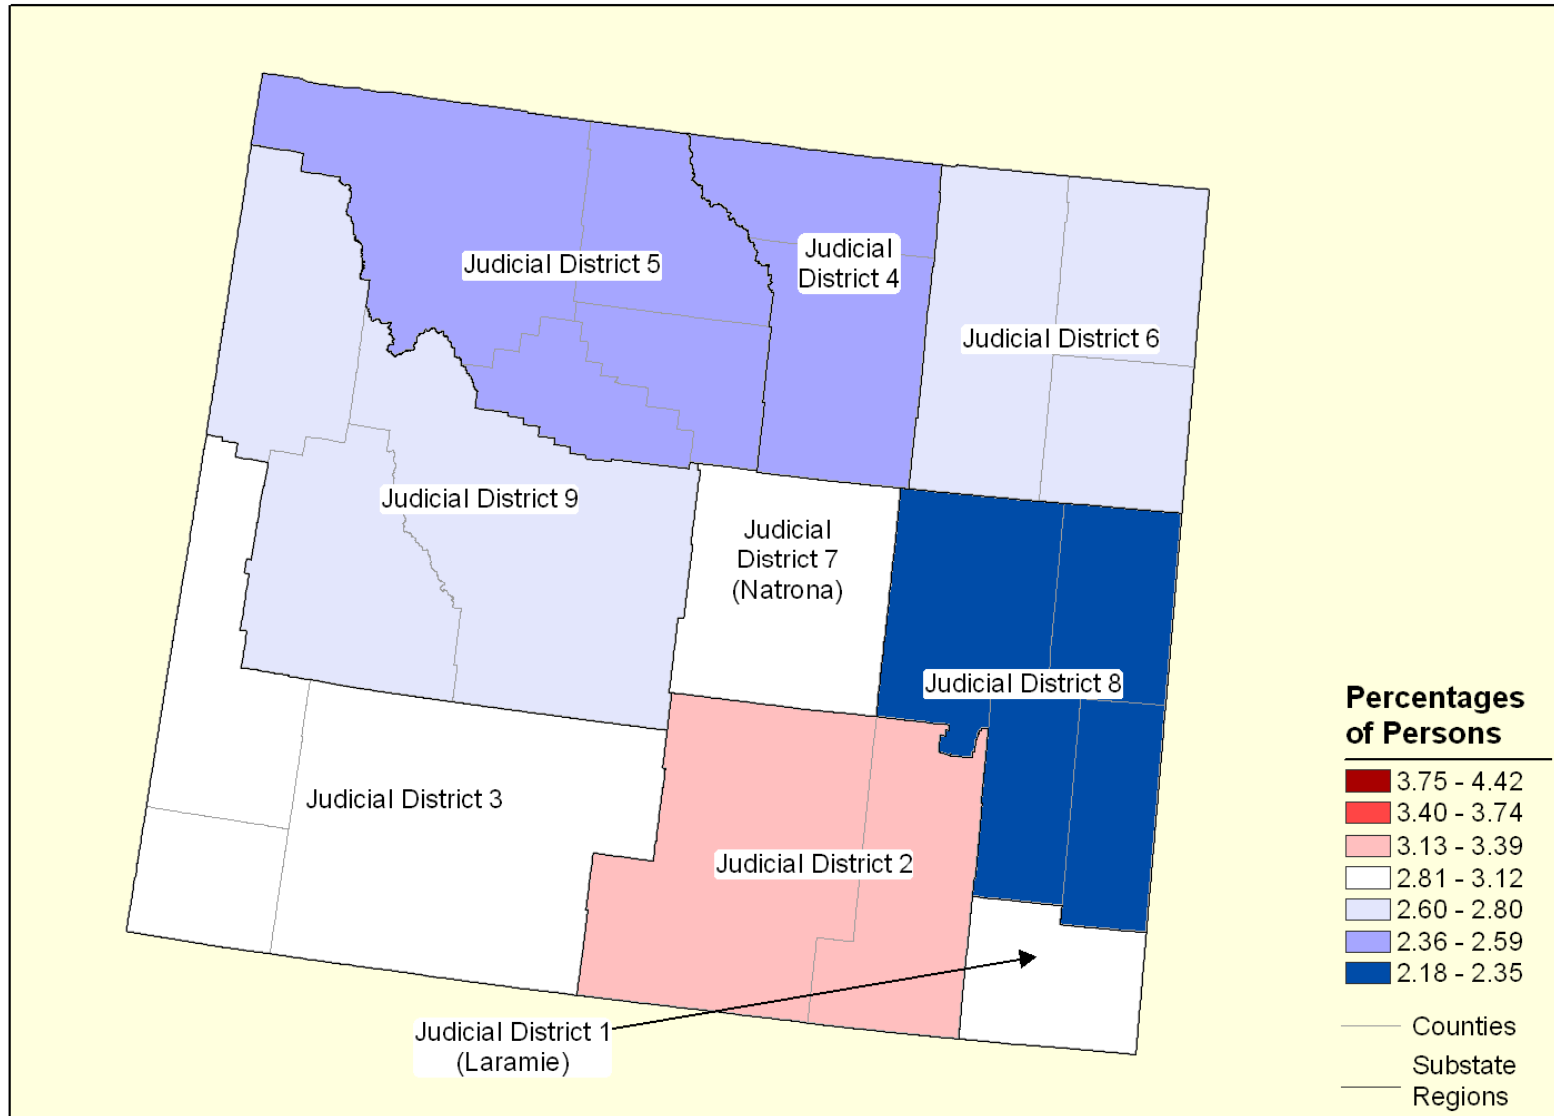 Judicial District 5
Judicial
District 4
Judicial District 6
Judicial District 9
Judicial
District 7
(Natrona)
Judicial District 8
Judicial District 3
Judicial District 2
Judicial District 1
(Laramie)
Percentages
of Persons
3.75 - 4.42
3.40 - 3.74
3.13 - 3.39
2.81 - 3.12
2.60 - 2.80
2.36 - 2.59
2.18 - 2.35
Counties
Substate
Regions